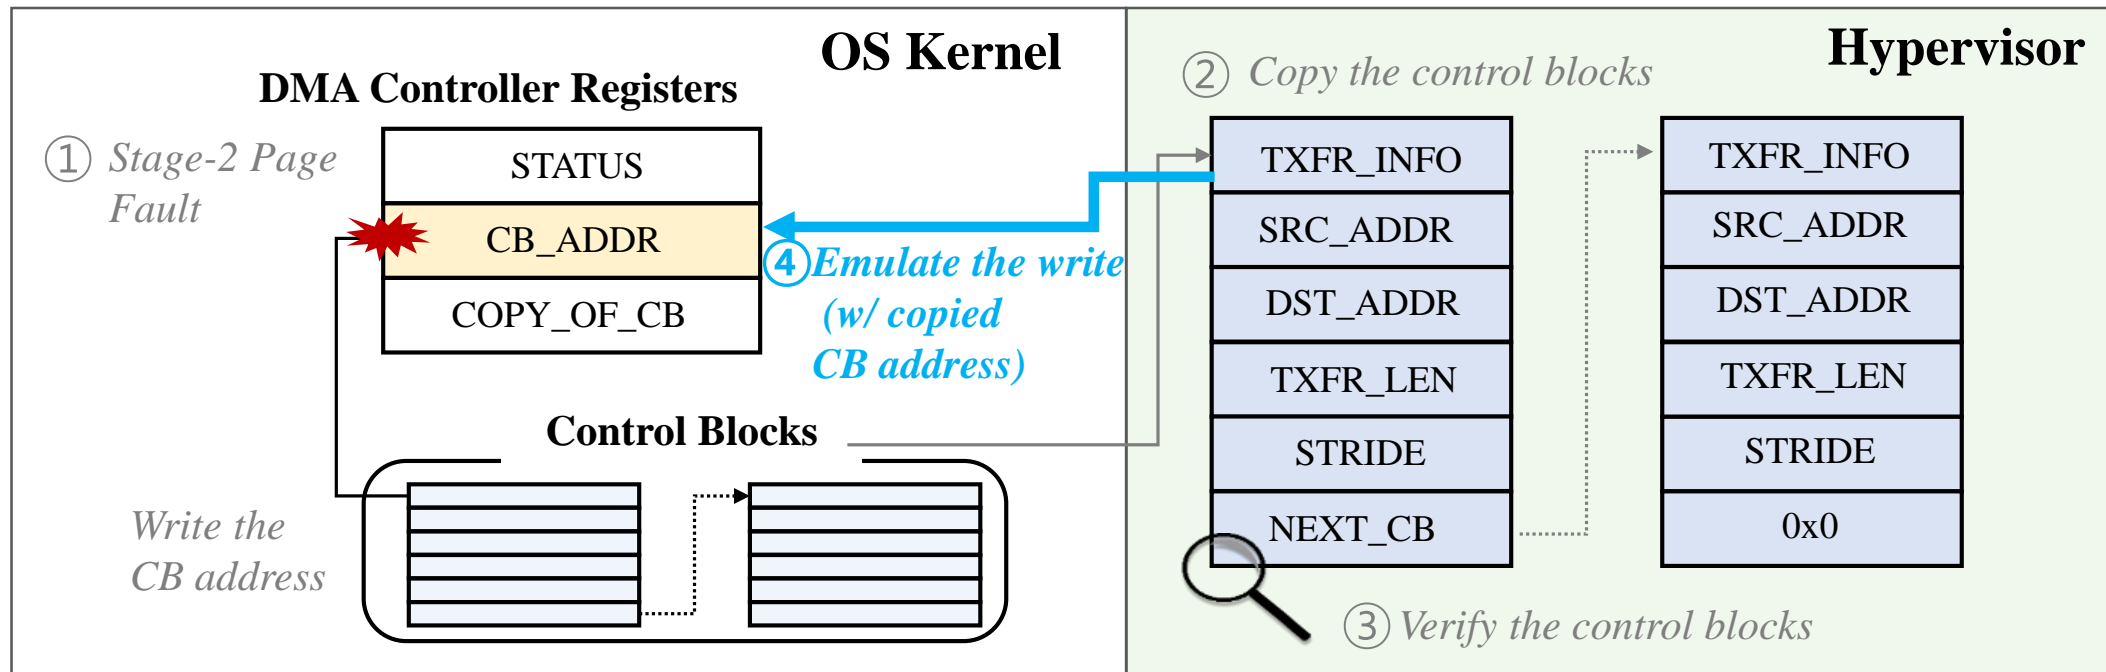 OS Kernel
DMA Controller Registers
① Stage-2 Page
Fault
STATUS
CB_ADDR
COPY_OF_CB
④Emulate the write
(w/ copied
CB address)
Control Blocks
Write the
CB address
Hypervisor
② Copy the control blocks
TXFR_INFO
SRC_ADDR
DST_ADDR
TXFR_LEN
STRIDE
NEXT_CB
TXFR_INFO
SRC_ADDR
DST_ADDR
TXFR_LEN
STRIDE
0x0
③ Verify the control blocks